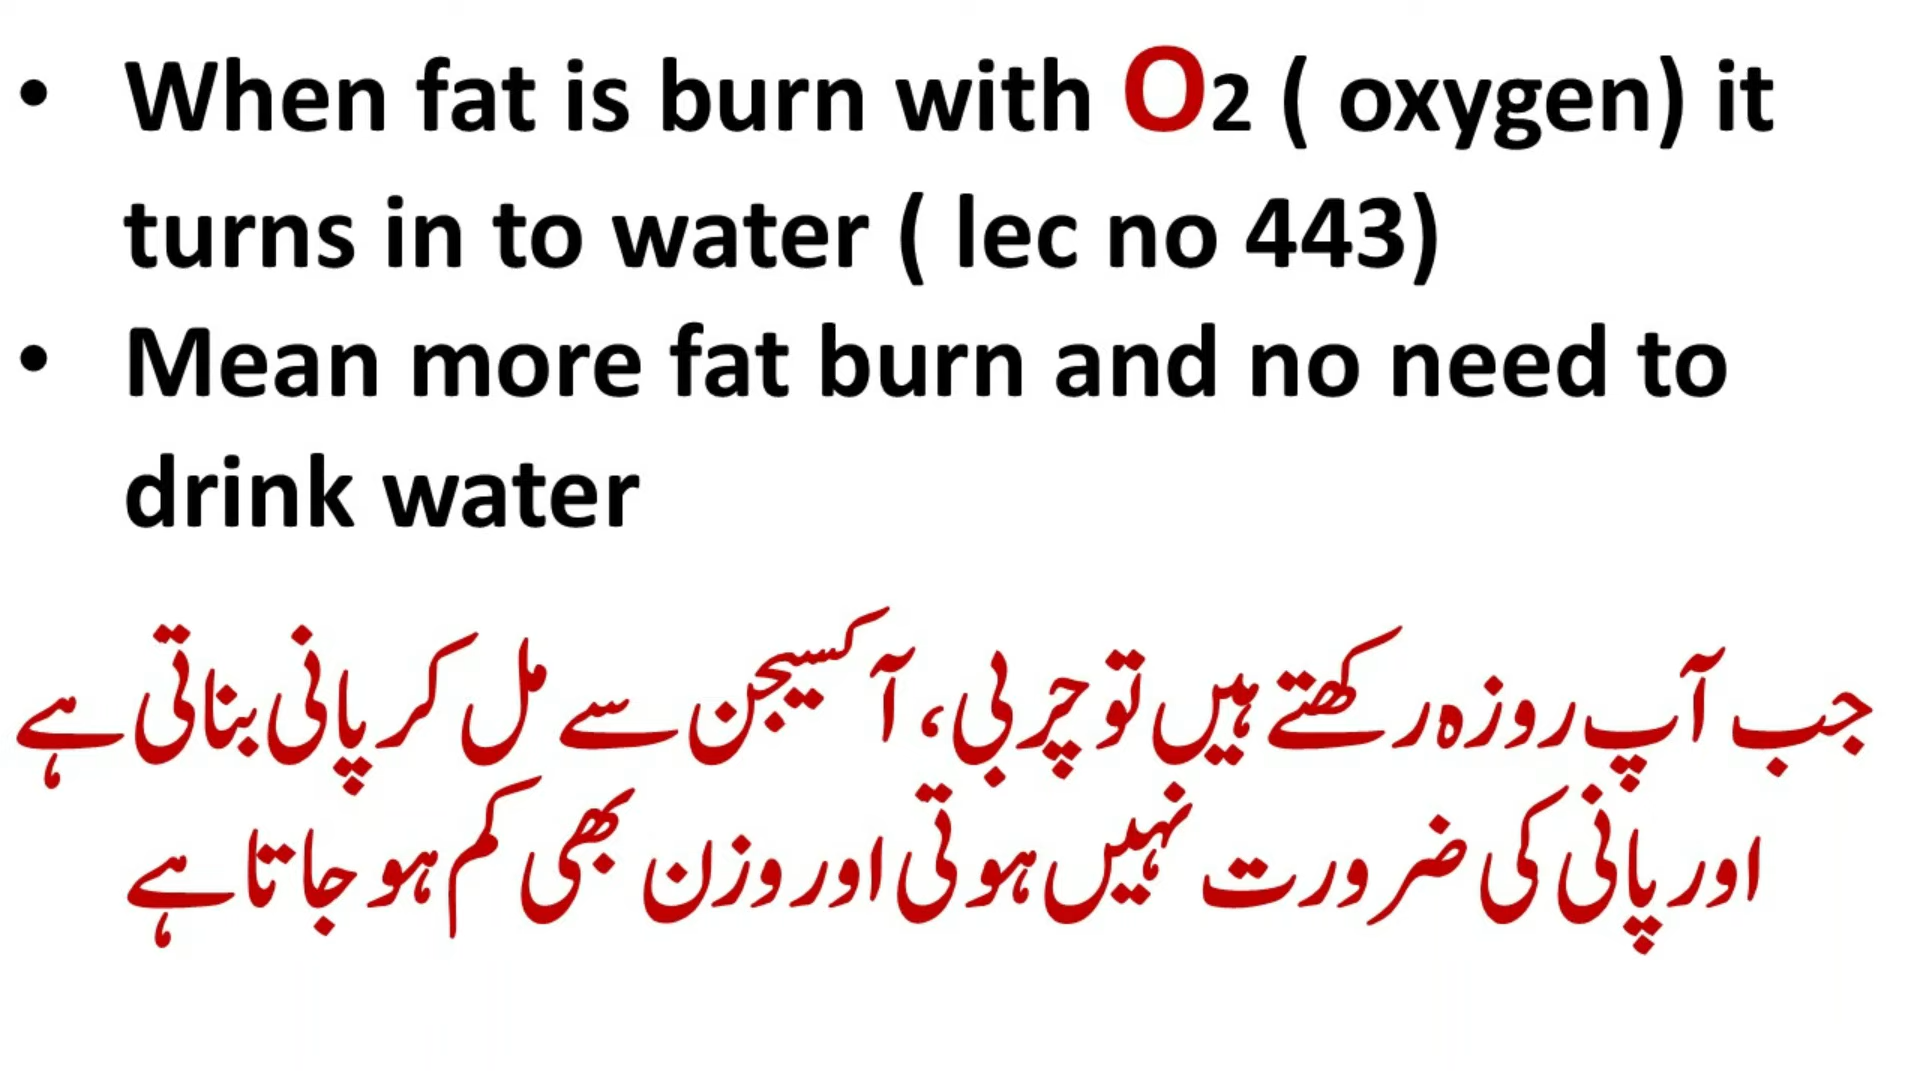 • When fat is burn with O2 ( oxygen) it
turns in to water ( lec no 443)
• Mean more fat burn and no need to
drink water
جب آپ روزہ رکھتے ہیں تو چربی، آکسیجن سے مل کر پانی بناتی ہے
اور پانی کی ضرورت نہیں ہوتی اور وزن بھی کم ہو جاتا ہے